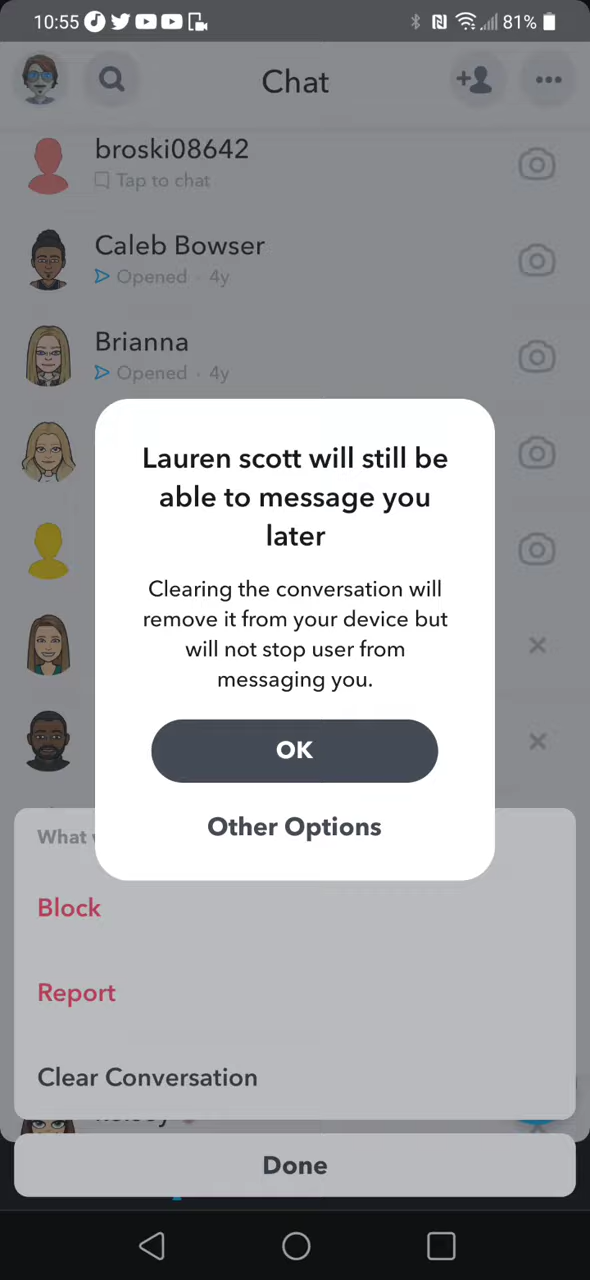 10:55
81%
Chat
broski08642
Tap to chat
Caleb Bowser
Opened · 4y
Brianna
Opened · 4y
Lauren scott will still be
able to message you
later
Clearing the conversation will
remove it from your device but
will not stop user from
messaging you.
OK
Other Options
What
Block
Report
Clear Conversation
Done